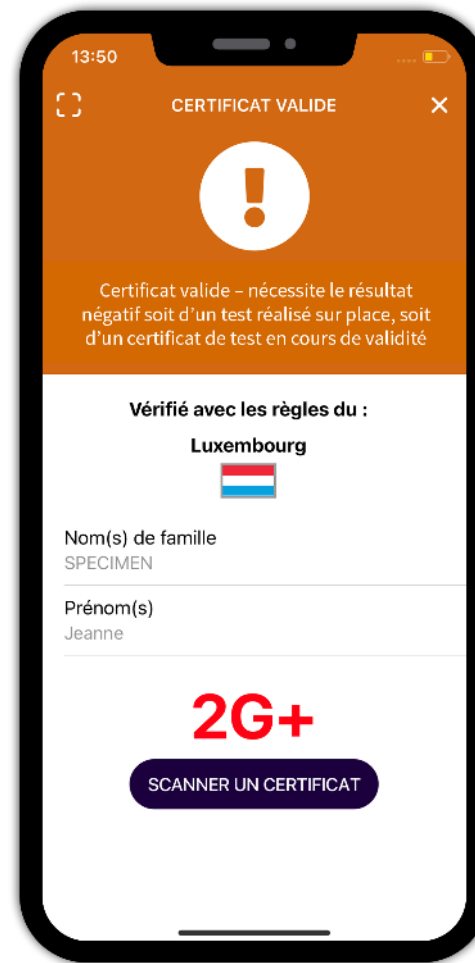 13:50
CERTIFICAT VALIDE
Certificat valide – nécessite le résultat
négatif soit d'un test réalisé sur place, soit
d'un certificat de test en cours de validité
Vérifié avec les règles du :
Luxembourg
Nom(s) de famille
SPECIMEN
Prénom(s)
Jeanne
2G+
SCANNER UN CERTIFICAT